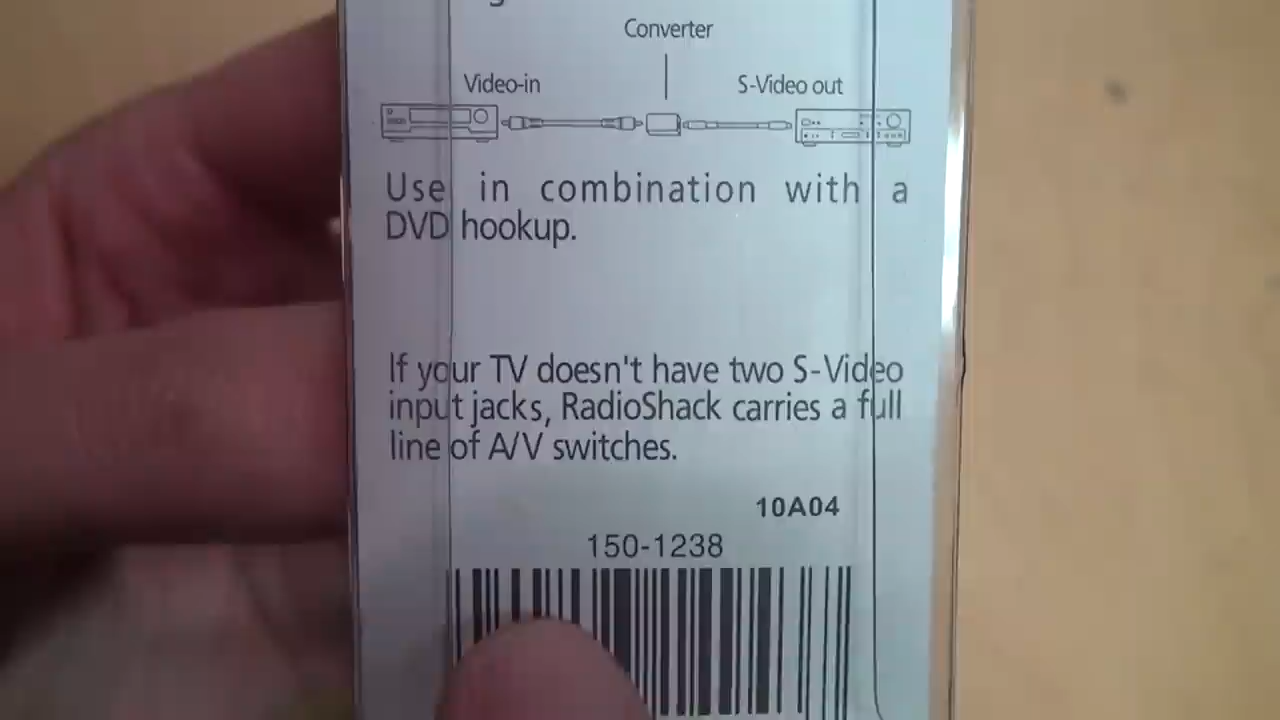 Converter
Video-in
S-Video out
Use in combination with a
DVD hookup.
If your TV doesn't have two S-Video
input jacks, RadioShack carries a full
line of A/V switches.
10A04
150-1238